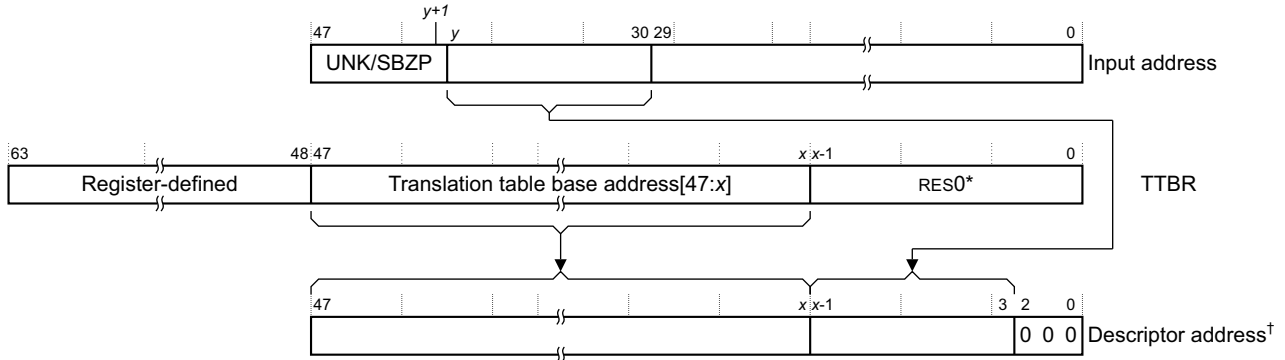 y+1
47 y 30 29 0
UNK/SBZP Input address
63 48 47 x x-1 0
Register-defined Translation table base address[47:x] RES0* TTBR
47 x x-1 3 2 0
0 0 0 Descriptor address†